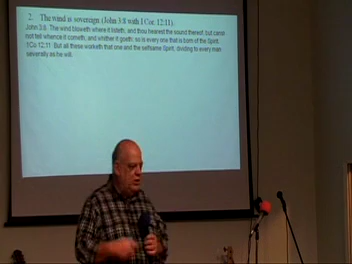 2. The wind is sovereign (John 3:8 with I Cor. 12:11).
John 3:8 The wind bloweth where it listeth, and thou hearest the sound thereof, but canst
not tell whence it cometh, and whither it goeth: so is every one that is born of the Spirit.
1Co 12:11 But all these worketh that one and the selfsame Spirit, dividing to every man
severally as he will.